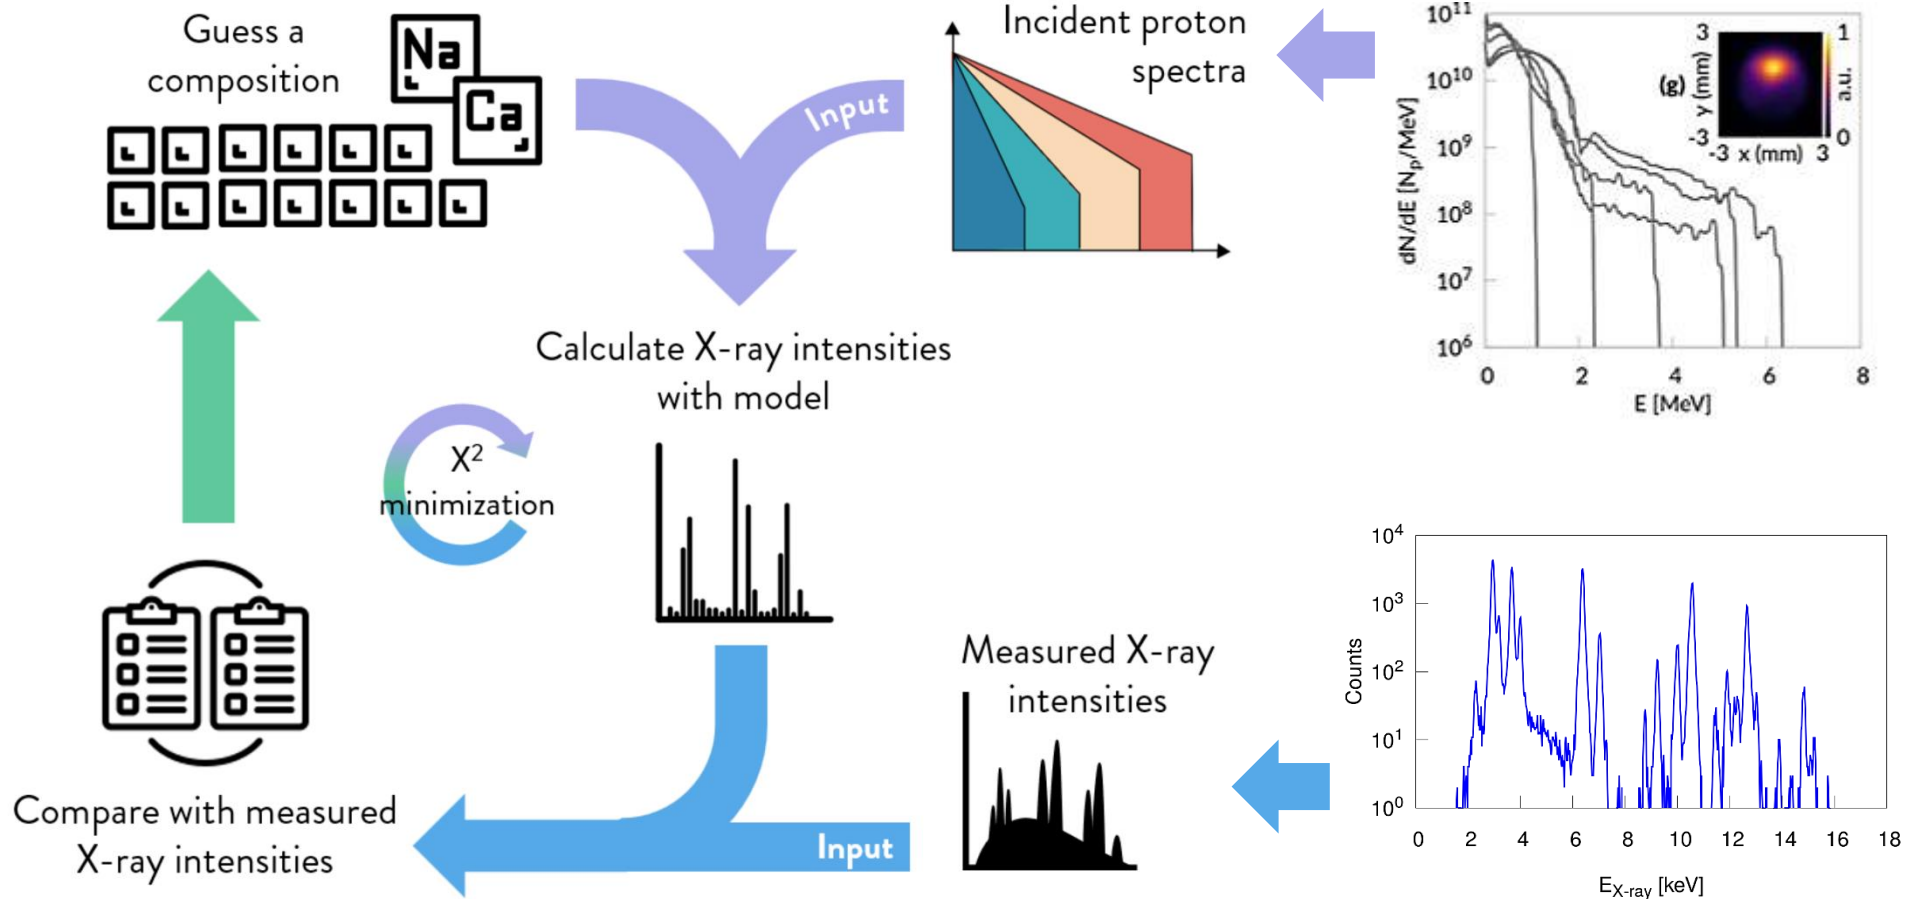 Guess a
composition
Na
Ca
Input
Incident proton
spectra
10¹¹
10¹⁰
10⁹
10⁸
10⁷
10⁶
dN/dE [Nₚ/MeV]
0 2 4 6 8
E [MeV]
(g)
3
-3
y (mm)
-3 x (mm) 3
1
0
a.u.
Calculate X-ray intensities
with model
X²
minimization
Measured X-ray
intensities
Input
Compare with measured
X-ray intensities
10⁴
10³
10²
10¹
10⁰
Counts
0 2 4 6 8 10 12 14 16 18
E_X-ray [keV]